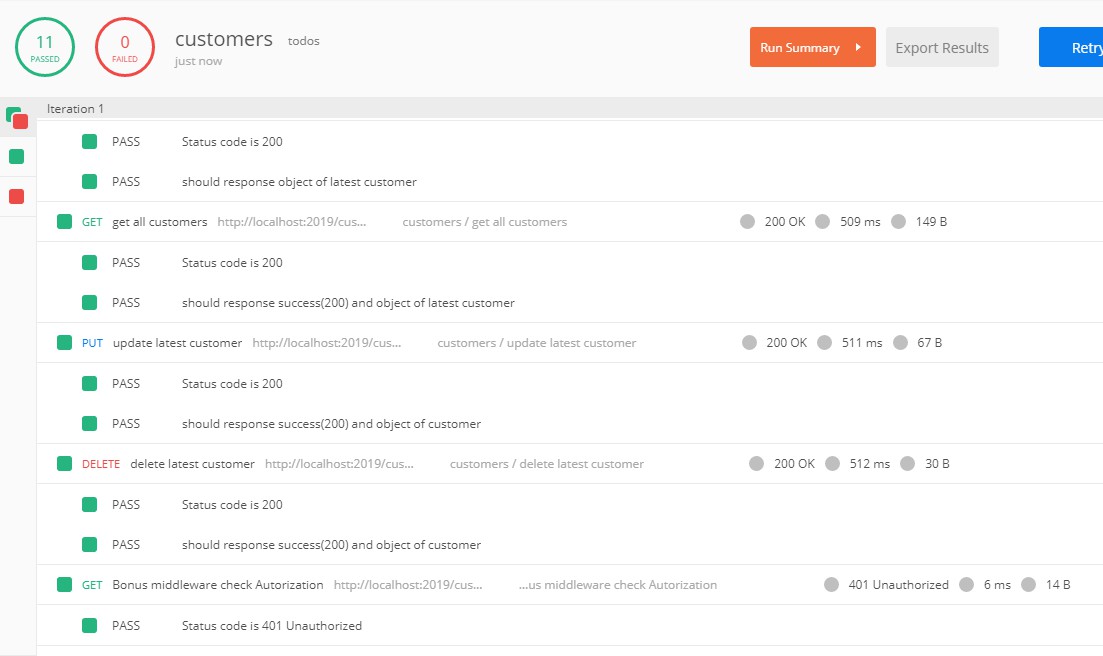 11 PASSED
0 FAILED
customers todos
just now
Run Summary
Export Results
Retry
Iteration 1
PASS Status code is 200
PASS should response object of latest customer
GET get all customers http://localhost:2019/cus... customers / get all customers 200 OK 509 ms 149 B
PASS Status code is 200
PASS should response success(200) and object of latest customer
PUT update latest customer http://localhost:2019/cus... customers / update latest customer 200 OK 511 ms 67 B
PASS Status code is 200
PASS should response success(200) and object of customer
DELETE delete latest customer http://localhost:2019/cus... customers / delete latest customer 200 OK 512 ms 30 B
PASS Status code is 200
PASS should response success(200) and object of customer
GET Bonus middleware check Autorization http://localhost:2019/cus... ...us middleware check Autorization 401 Unauthorized 6 ms 14 B
PASS Status code is 401 Unauthorized